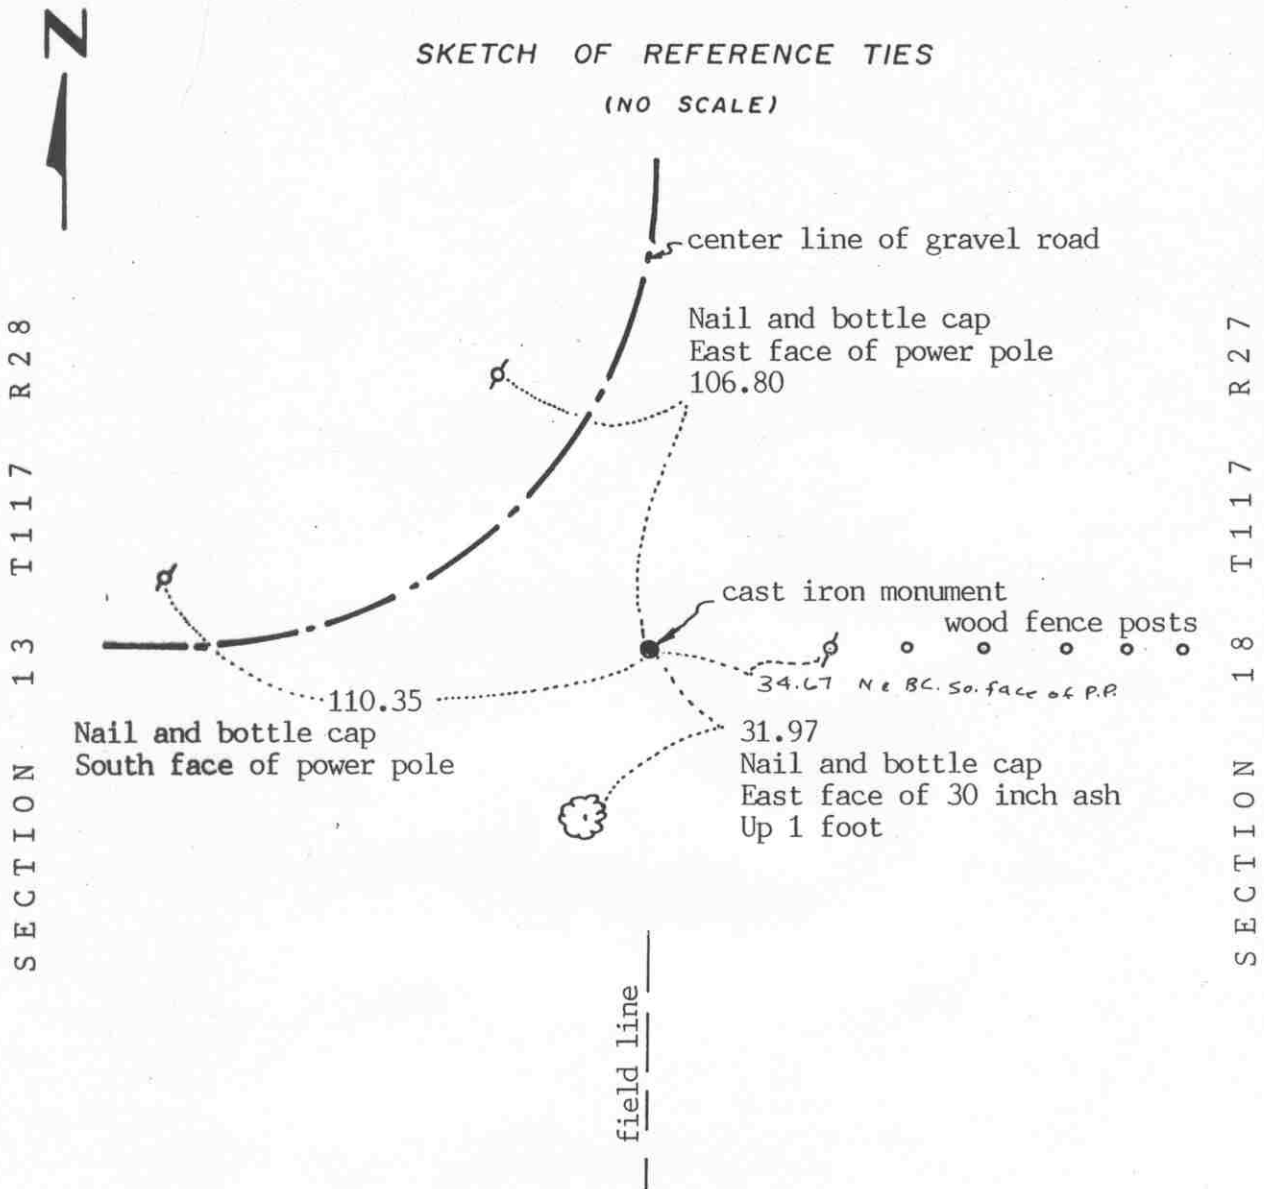 N
SKETCH OF REFERENCE TIES
(NO SCALE)
center line of gravel road
Nail and bottle cap
East face of power pole
106.80
SECTION 13 T117 R28
SECTION 18 T117 R27
cast iron monument
wood fence posts
34.67 N & BC. So. face of P.P.
110.35
Nail and bottle cap
South face of power pole
31.97
Nail and bottle cap
East face of 30 inch ash
Up 1 foot
field line